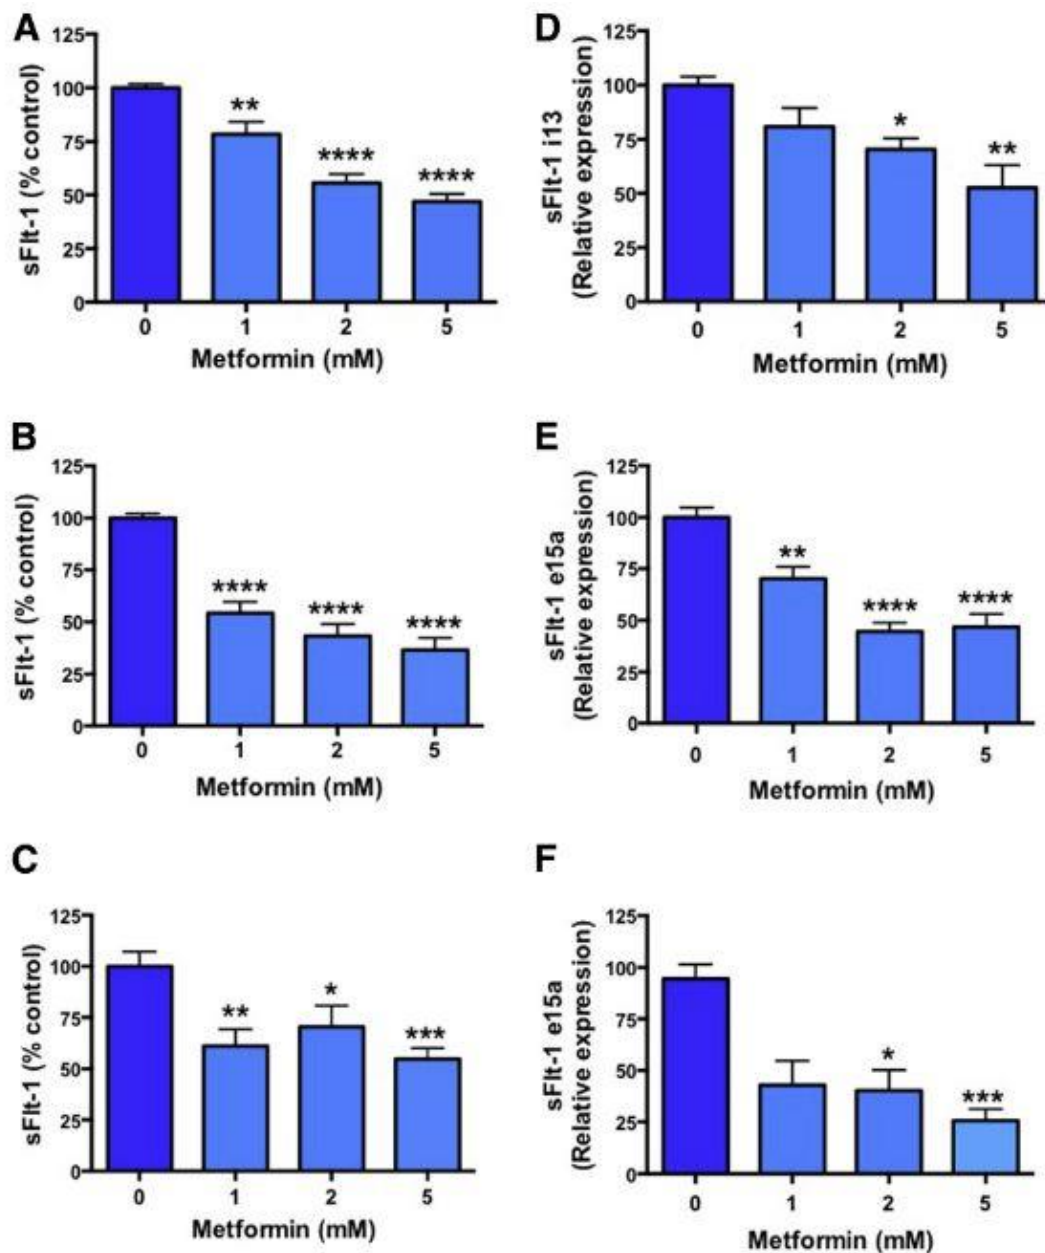 A
sFlt-1 (% control)
125
100
75
50
25
0
**
****
****
0 1 2 5
Metformin (mM)
D
sFlt-1 i13
(Relative expression)
125
100
75
50
25
0
*
**
0 1 2 5
Metformin (mM)
B
sFlt-1 (% control)
125
100
75
50
25
0
****
****
****
0 1 2 5
Metformin (mM)
E
sFlt-1 e15a
(Relative expression)
125
100
75
50
25
0
**
****
****
0 1 2 5
Metformin (mM)
C
sFlt-1 (% control)
125
100
75
50
25
0
**
*
***
0 1 2 5
Metformin (mM)
F
sFlt-1 e15a
(Relative expression)
125
100
75
50
25
0
*
***
0 1 2 5
Metformin (mM)